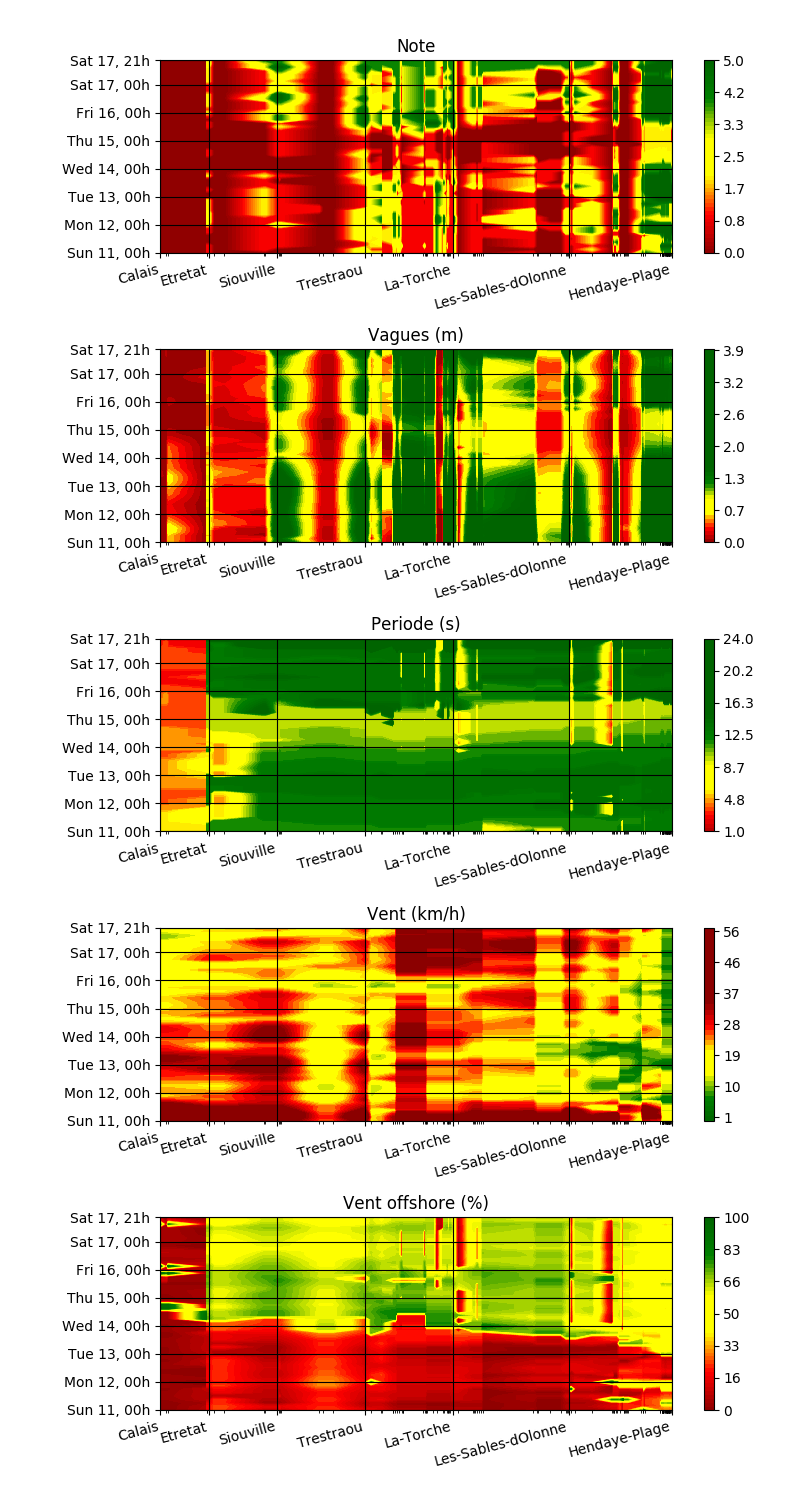 Note
Sat 17, 21h
Sat 17, 00h
Fri 16, 00h
Thu 15, 00h
Wed 14, 00h
Tue 13, 00h
Mon 12, 00h
Sun 11, 00h
Calais
Etretat
Siouville
Trestraou
La-Torche
Les-Sables-dOlonne
Hendaye-Plage
5.0
4.2
3.3
2.5
1.7
0.8
0.0
Vagues (m)
Sat 17, 21h
Sat 17, 00h
Fri 16, 00h
Thu 15, 00h
Wed 14, 00h
Tue 13, 00h
Mon 12, 00h
Sun 11, 00h
Calais
Etretat
Siouville
Trestraou
La-Torche
Les-Sables-dOlonne
Hendaye-Plage
3.9
3.2
2.6
2.0
1.3
0.7
0.0
Periode (s)
Sat 17, 21h
Sat 17, 00h
Fri 16, 00h
Thu 15, 00h
Wed 14, 00h
Tue 13, 00h
Mon 12, 00h
Sun 11, 00h
Calais
Etretat
Siouville
Trestraou
La-Torche
Les-Sables-dOlonne
Hendaye-Plage
24.0
20.2
16.3
12.5
8.7
4.8
1.0
Vent (km/h)
Sat 17, 21h
Sat 17, 00h
Fri 16, 00h
Thu 15, 00h
Wed 14, 00h
Tue 13, 00h
Mon 12, 00h
Sun 11, 00h
Calais
Etretat
Siouville
Trestraou
La-Torche
Les-Sables-dOlonne
Hendaye-Plage
56
46
37
28
19
10
1
Vent offshore (%)
Sat 17, 21h
Sat 17, 00h
Fri 16, 00h
Thu 15, 00h
Wed 14, 00h
Tue 13, 00h
Mon 12, 00h
Sun 11, 00h
Calais
Etretat
Siouville
Trestraou
La-Torche
Les-Sables-dOlonne
Hendaye-Plage
100
83
66
50
33
16
0